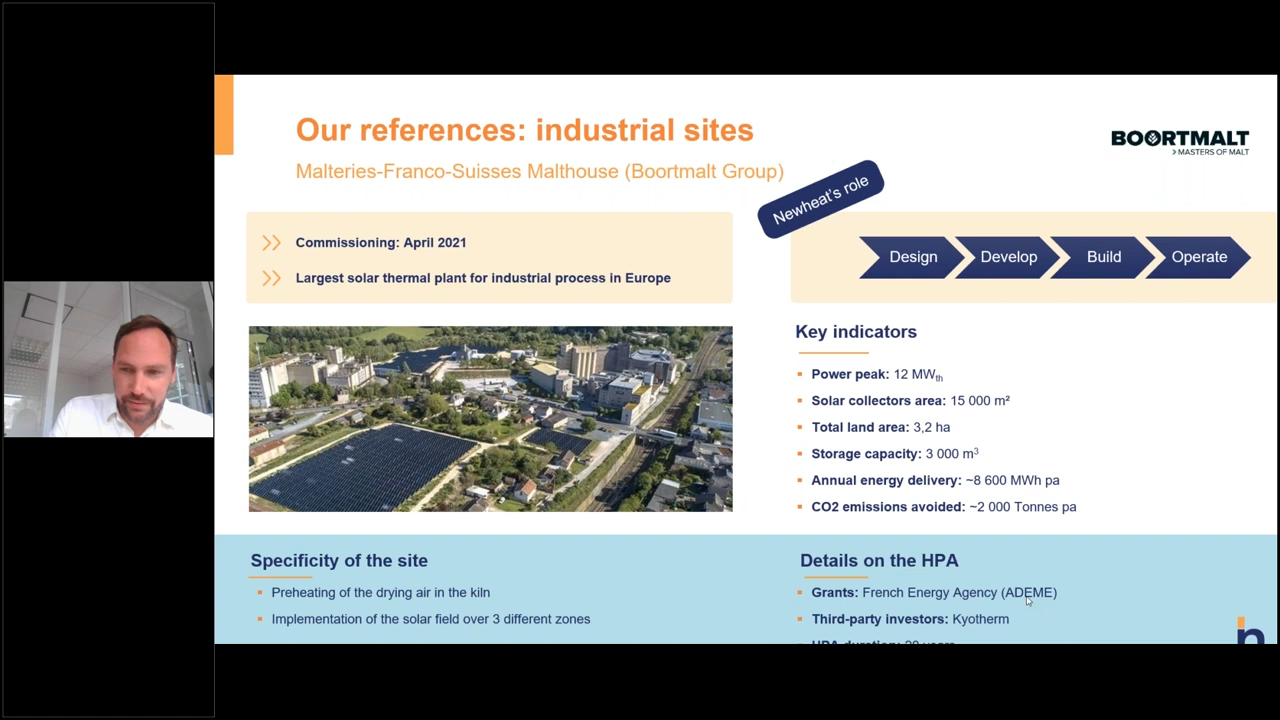 Our references: industrial sites
Malteries-Franco-Suisses Malthouse (Boortmalt Group)
BOORTMALT
MASTERS OF MALT
Newheat's role
Commissioning: April 2021
Largest solar thermal plant for industrial process in Europe
Design Develop Build Operate
Key indicators
Power peak: 12 MWth
Solar collectors area: 15 000 m²
Total land area: 3,2 ha
Storage capacity: 3 000 m³
Annual energy delivery: ~8 600 MWh pa
CO2 emissions avoided: ~2 000 Tonnes pa
Specificity of the site
Preheating of the drying air in the kiln
Implementation of the solar field over 3 different zones
Details on the HPA
Grants: French Energy Agency (ADEME)
Third-party investors: Kyotherm
HPA duration: 20 years